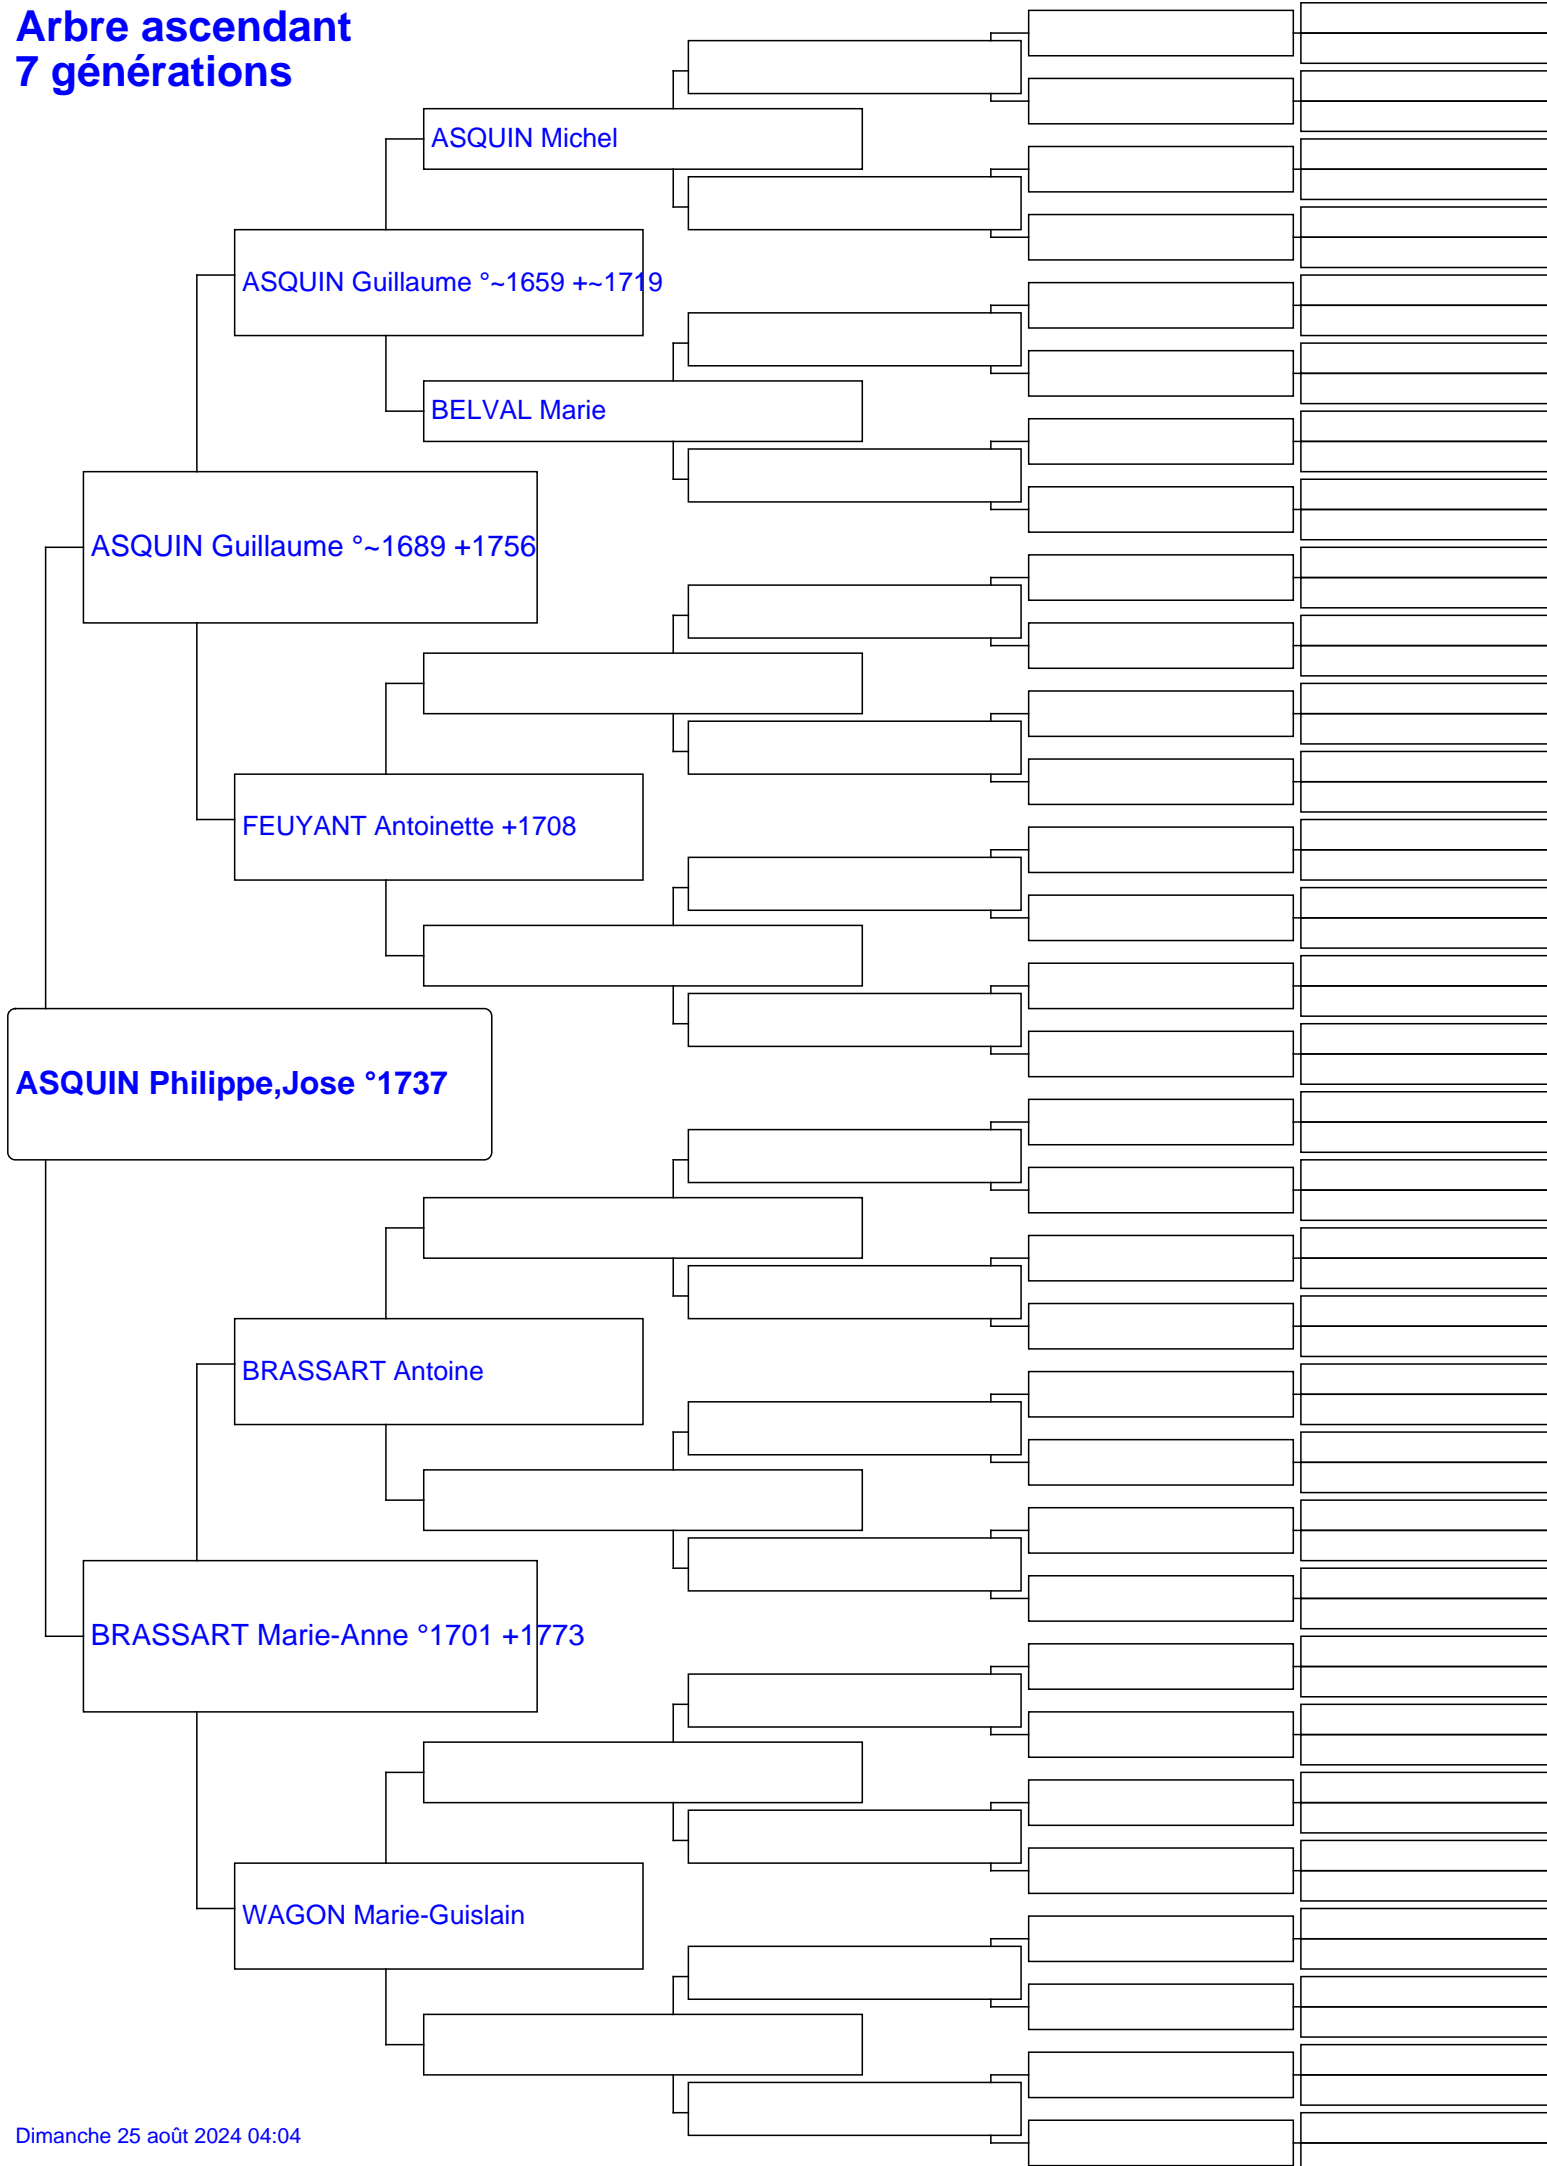 Arbre ascendant
7 générations
ASQUIN Michel
ASQUIN Guillaume °~1659 +~1719
BELVAL Marie
ASQUIN Guillaume °~1689 +1756
FEUYANT Antoinette +1708
ASQUIN Philippe,Jose °1737
BRASSART Antoine
BRASSART Marie-Anne °1701 +1773
WAGON Marie-Guislain
Dimanche 25 août 2024 04:04